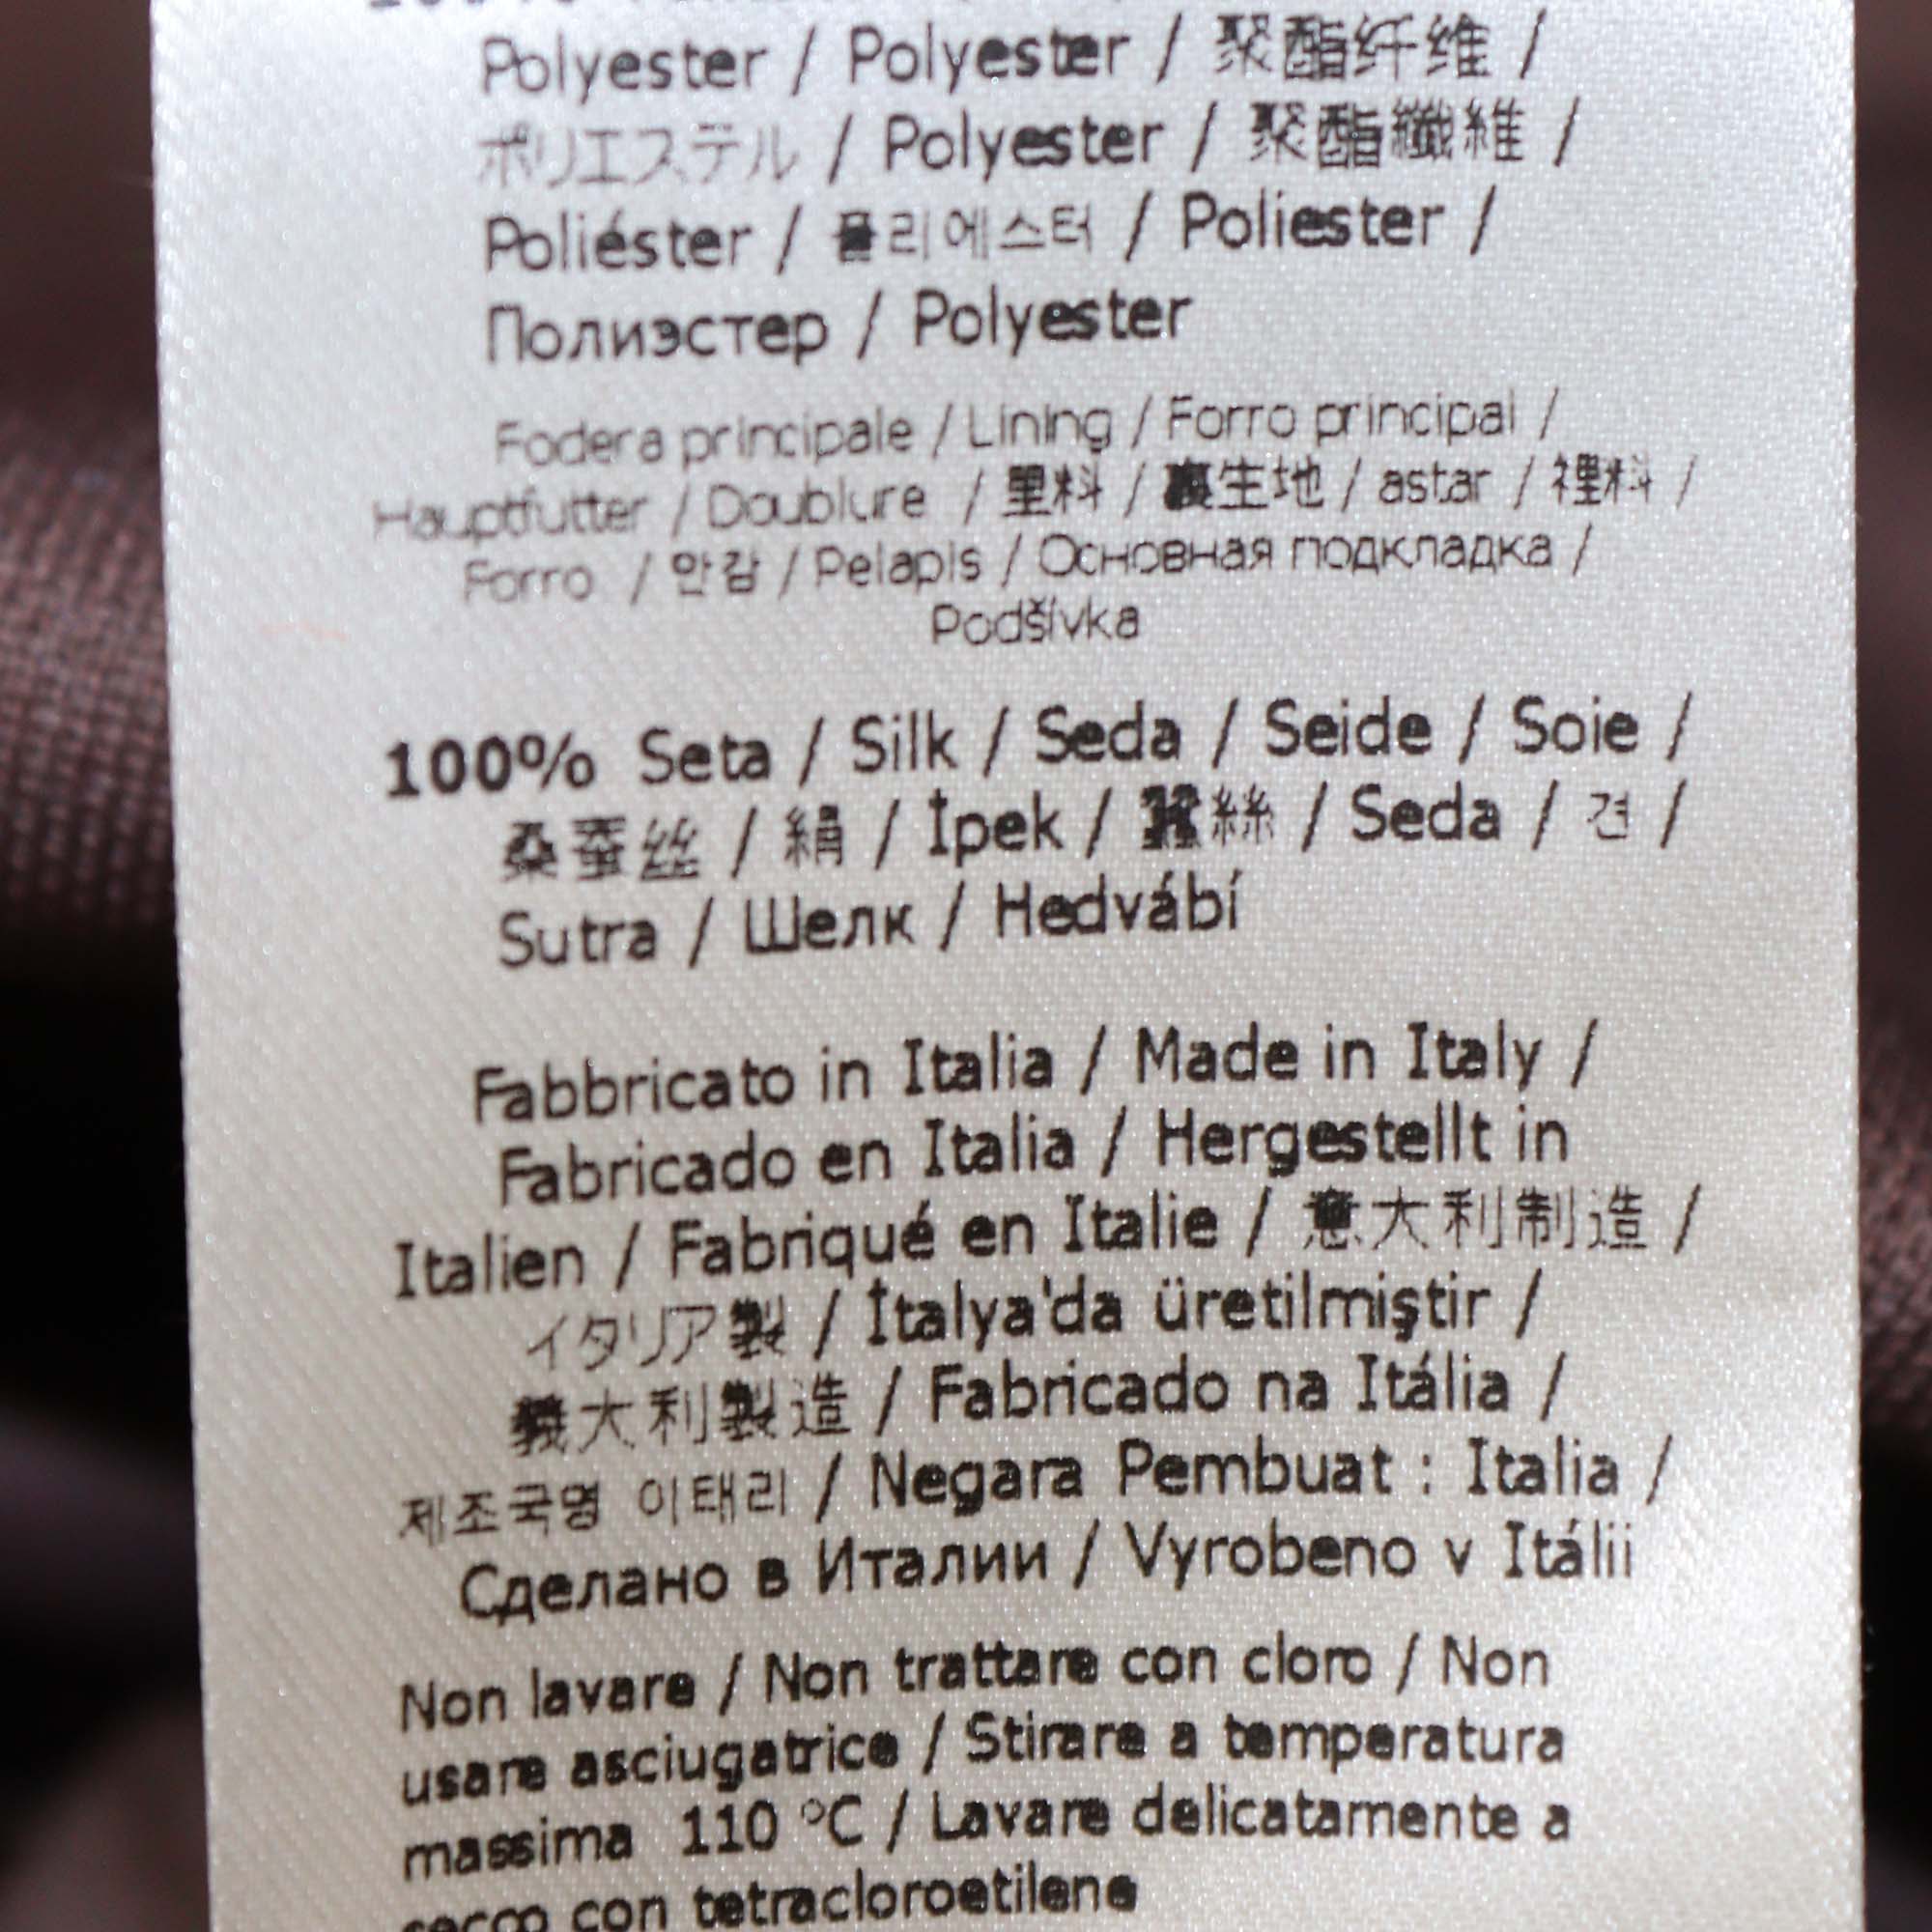 100%
Polyester / Polyester / 聚酯纤维 /
ポリエステル / Polyester / 聚酯纖維 /
Poliéster / 폴리에스터 / Poliester /
Полиэстер / Polyester
Fodera principale / Lining / Forro principal /
Hauptfutter / Doublure / 里料 / 裏生地 / astar / 裡料 /
Forro / 안감 / Pelapis / Основная подкладка /
Podšívka
100% Seta / Silk / Seda / Seide / Soie /
桑蚕丝 / 絹 / İpek / 蠶絲 / Seda / 견 /
Sutra / Шелк / Hedvábí
Fabbricato in Italia / Made in Italy /
Fabricado en Italia / Hergestellt in
Italien / Fabriqué en Italie / 意大利制造 /
イタリア製 / İtalya'da üretilmiştir /
義大利製造 / Fabricado na Itália /
제조국명 이태리 / Negara Pembuat : Italia /
Сделано в Италии / Vyrobeno v Itálii
Non lavare / Non trattare con cloro / Non
usare asciugatrice / Stirare a temperatura
massima 110 °C / Lavare delicatamente a
secco con tetracloroetilene